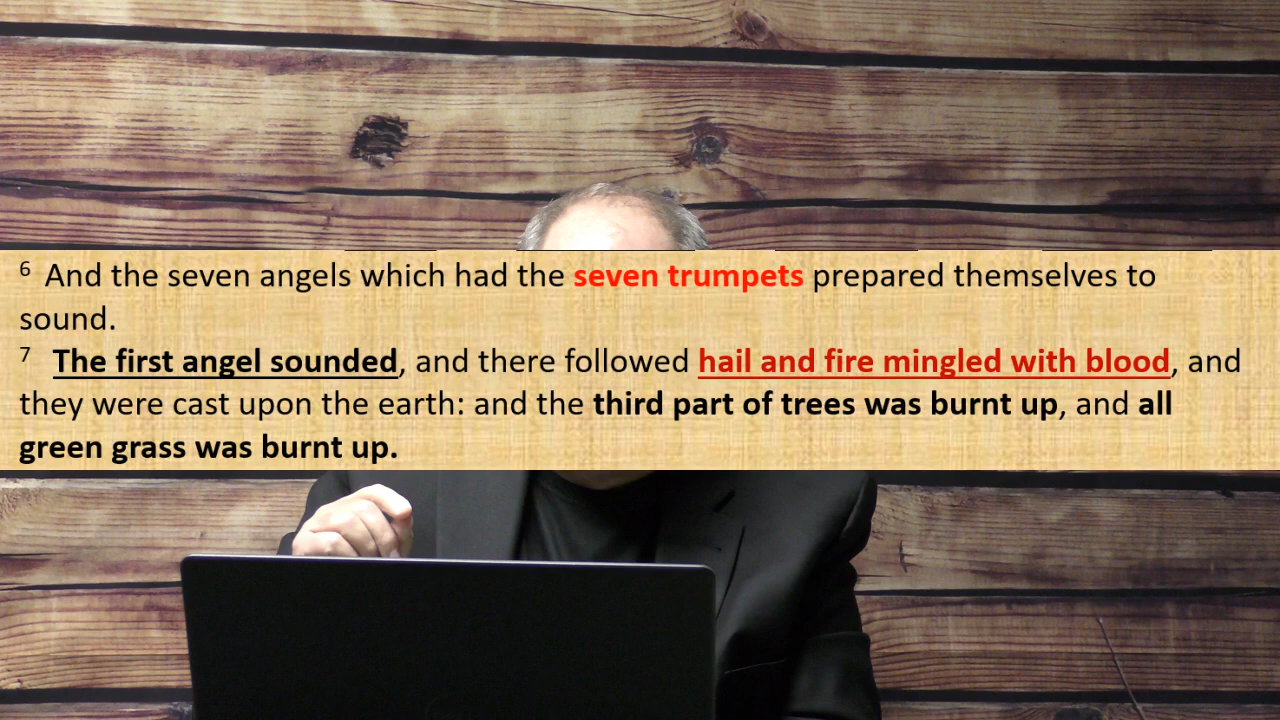 6 And the seven angels which had the seven trumpets prepared themselves to
sound.
7 The first angel sounded, and there followed hail and fire mingled with blood, and
they were cast upon the earth: and the third part of trees was burnt up, and all
green grass was burnt up.